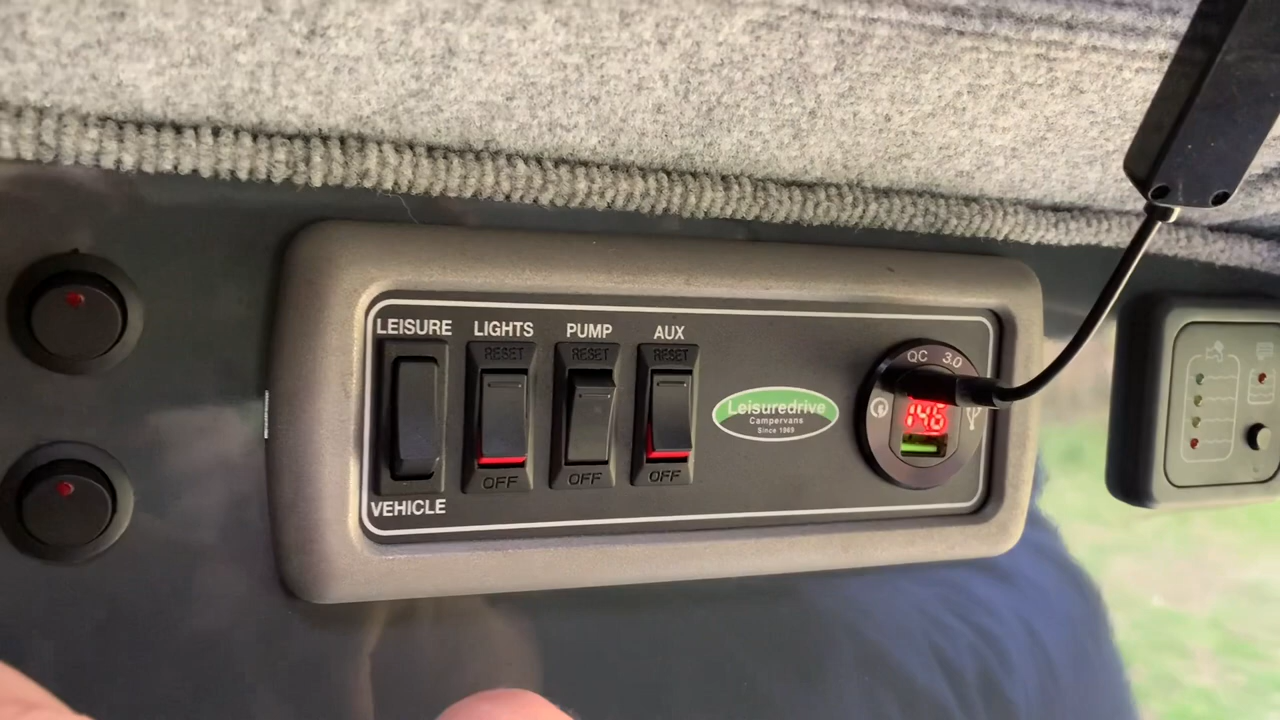 LEISURE LIGHTS PUMP AUX
RESET RESET RESET
OFF OFF OFF
VEHICLE
Leisuredrive
Campervans
Since 1969
QC 3.0
14.6